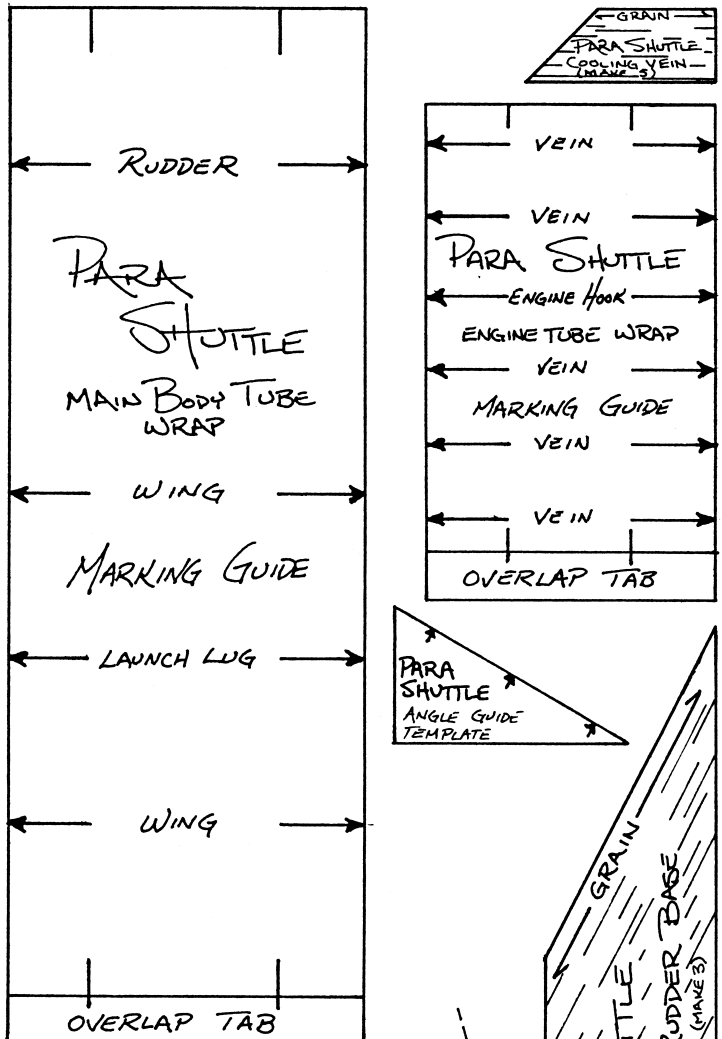 RUDDER
PARA
SHUTTLE
MAIN BODY TUBE
WRAP
WING
MARKING GUIDE
LAUNCH LUG
WING
OVERLAP TAB
GRAIN
PARA SHUTTLE
COOLING VEIN
(MAKE 5)
VEIN
VEIN
PARA SHUTTLE
ENGINE HOOK
ENGINE TUBE WRAP
VEIN
MARKING GUIDE
VEIN
VEIN
OVERLAP TAB
PARA
SHUTTLE
ANGLE GUIDE
TEMPLATE
GRAIN
TTLE
RUDDER BASE
(MAKE 3)